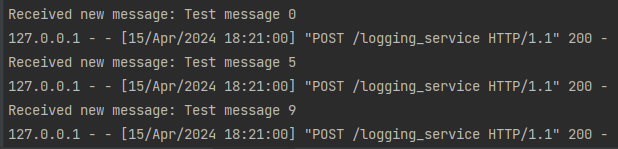 Received new message: Test message 0
127.0.0.1 - - [15/Apr/2024 18:21:00] "POST /logging_service HTTP/1.1" 200 -
Received new message: Test message 5
127.0.0.1 - - [15/Apr/2024 18:21:00] "POST /logging_service HTTP/1.1" 200 -
Received new message: Test message 9
127.0.0.1 - - [15/Apr/2024 18:21:00] "POST /logging_service HTTP/1.1" 200 -